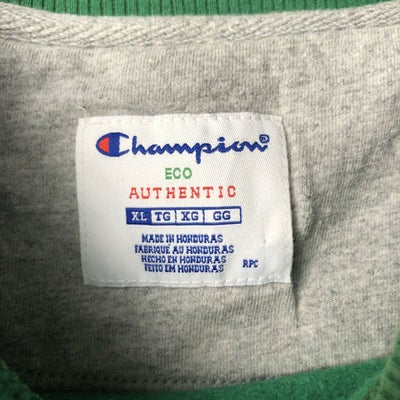 Champion®
ECO
AUTHENTIC
XL TG XG GG
MADE IN HONDURAS
FABRIQUÉ AU HONDURAS
HECHO EN HONDURAS
FEITO EM HONDURAS
RPC